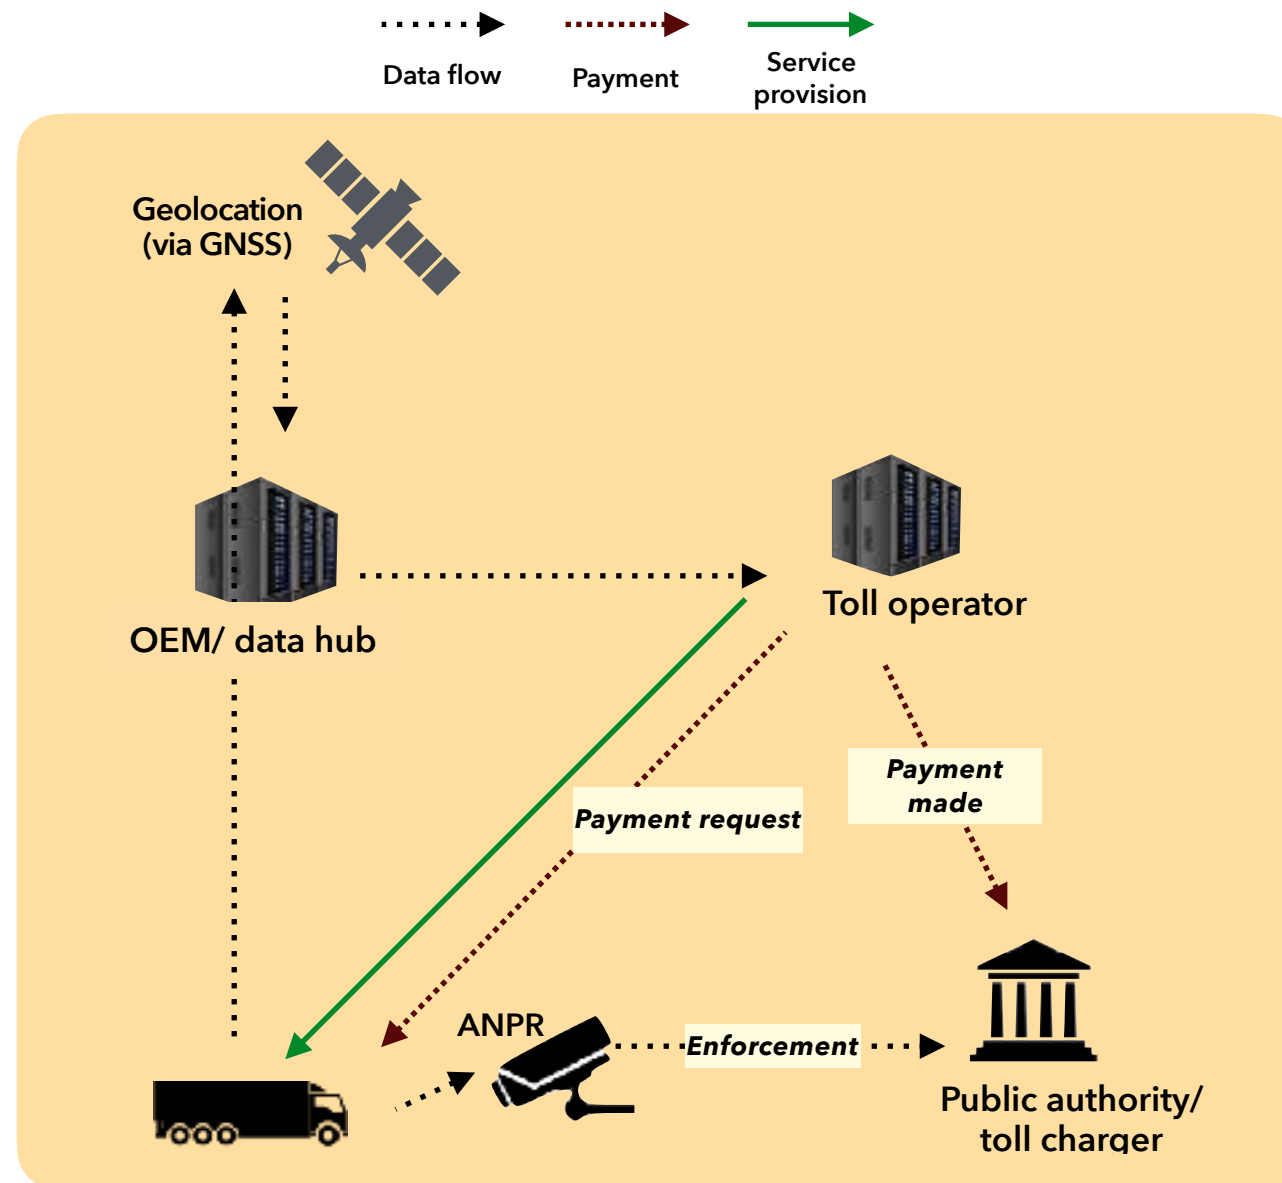 Data flow
Payment
Service
provision
Geolocation
(via GNSS)
OEM/ data hub
Toll operator
Payment
made
Payment request
ANPR
Enforcement
Public authority/
toll charger